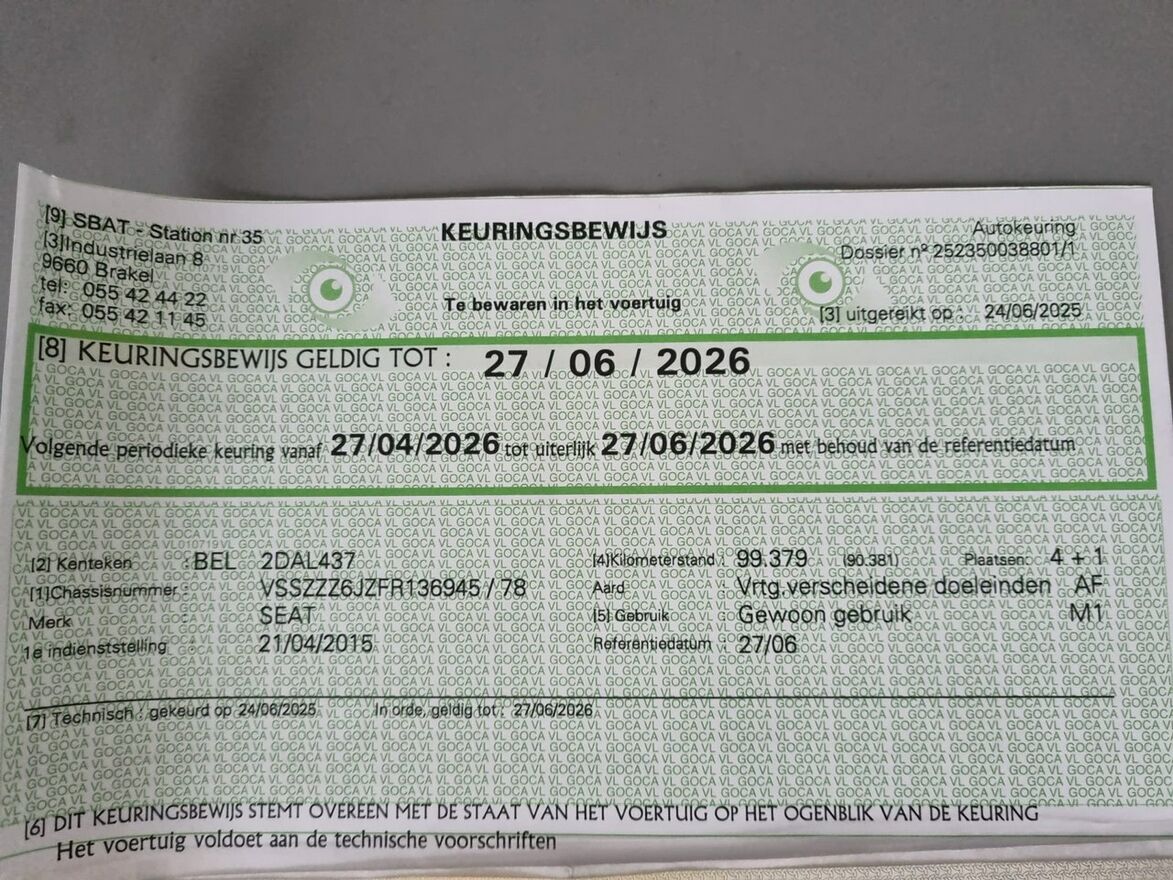 [9] SBAT - Station nr 35
[3]Industrielaan 8
9660 Brakel
tel: 055 42 44 22
fax: 055 42 11 45
KEURINGSBEWIJS
Te bewaren in het voertuig
Autokeuring
Dossier n° 252350038801/1
[3] uitgereikt op : 24/06/2025
[8] KEURINGSBEWIJS GELDIG TOT : 27 / 06 / 2026
Volgende periodieke keuring vanaf 27/04/2026 tot uiterlijk 27/06/2026 met behoud van de referentiedatum
[2] Kenteken : BEL 2DAL437 [4]Kilometerstand : 99.379 (90.381) Plaatsen: 4 + 1
[1]Chassisnummer : VSSZZZ6JZFR136945 / 78 Aard : Vrtg.verscheidene doeleinden AF
Merk : SEAT [5] Gebruik : Gewoon gebruik M1
1e indienststelling : 21/04/2015 Referentiedatum : 27/06
[7] Technisch : gekeurd op 24/06/2025 In orde, geldig tot : 27/06/2026
[6] DIT KEURINGSBEWIJS STEMT OVEREEN MET DE STAAT VAN HET VOERTUIG OP HET OGENBLIK VAN DE KEURING
Het voertuig voldoet aan de technische voorschriften